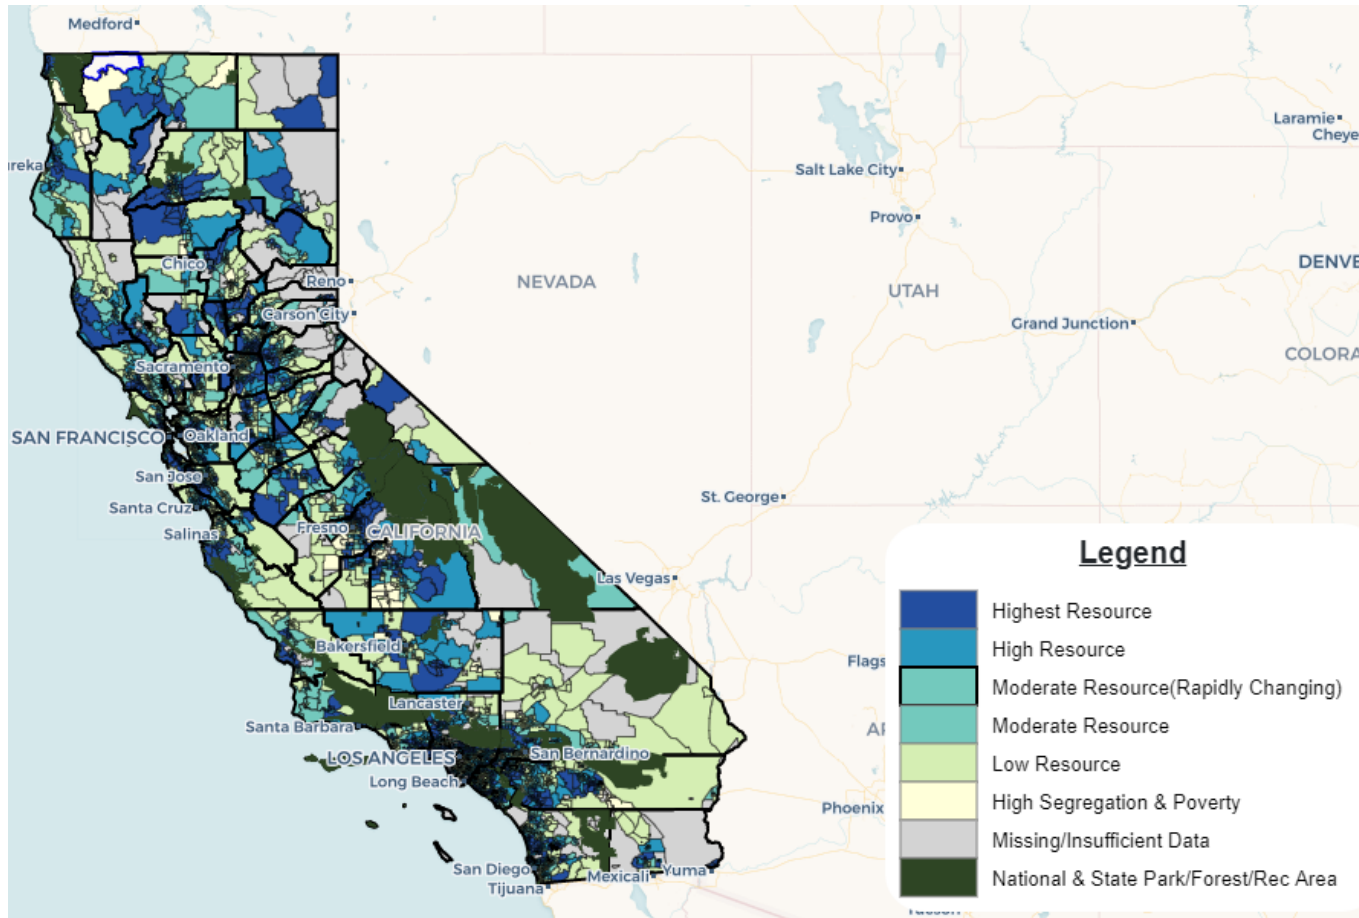 Medford
Laramie
Cheye
ureka
Salt Lake City
Provo
Chico
Reno
NEVADA
UTAH
DENVE
Carson City
Grand Junction
COLORA
Sacramento
SAN FRANCISCO
Oakland
San Jose
Santa Cruz
Salinas
Fresno
CALIFORNIA
St. George
Las Vegas
Bakersfield
Flags
Lancaster
Santa Barbara
LOS ANGELES
San Bernardino
Long Beach
Phoenix
San Diego
Tijuana
Mexicali
Yuma
Legend
Highest Resource
High Resource
Moderate Resource(Rapidly Changing)
Moderate Resource
Low Resource
High Segregation & Poverty
Missing/Insufficient Data
National & State Park/Forest/Rec Area